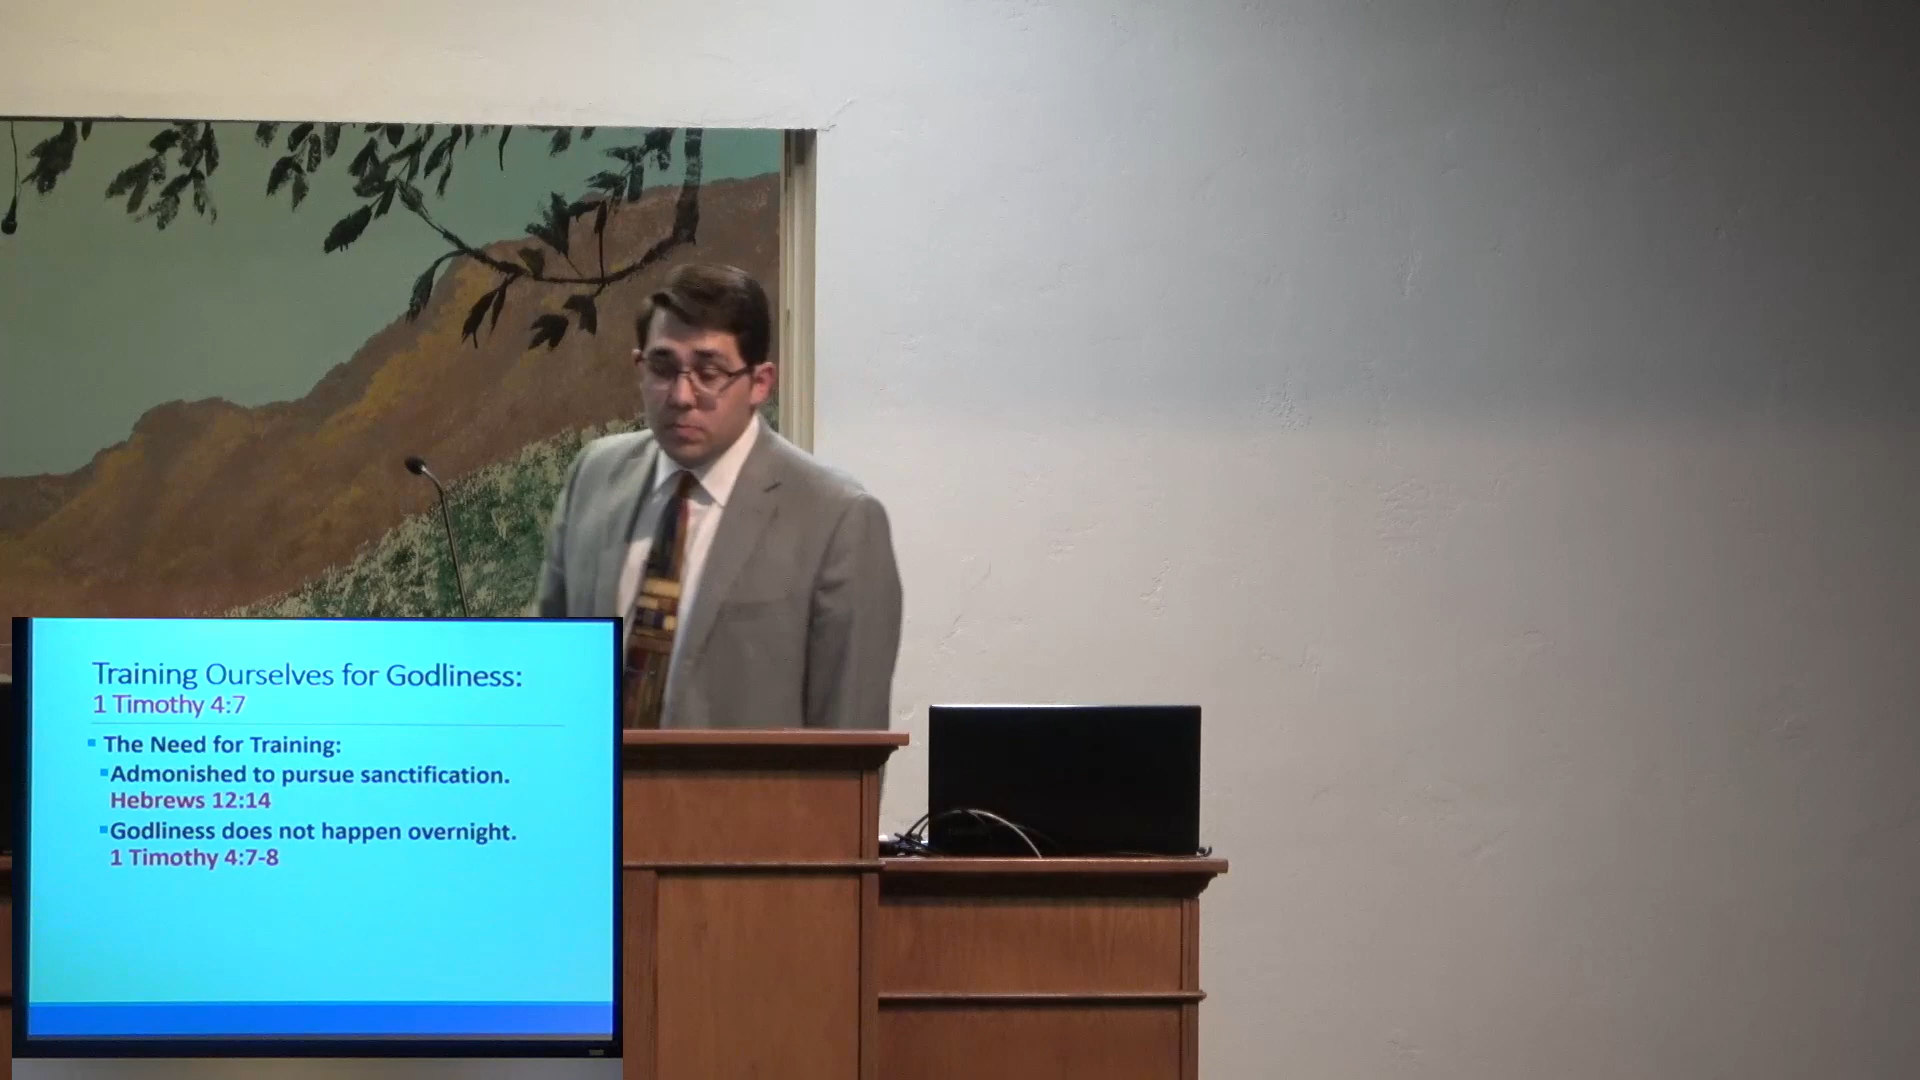 Training Ourselves for Godliness:
1 Timothy 4:7
The Need for Training:
Admonished to pursue sanctification.
Hebrews 12:14
Godliness does not happen overnight.
1 Timothy 4:7-8